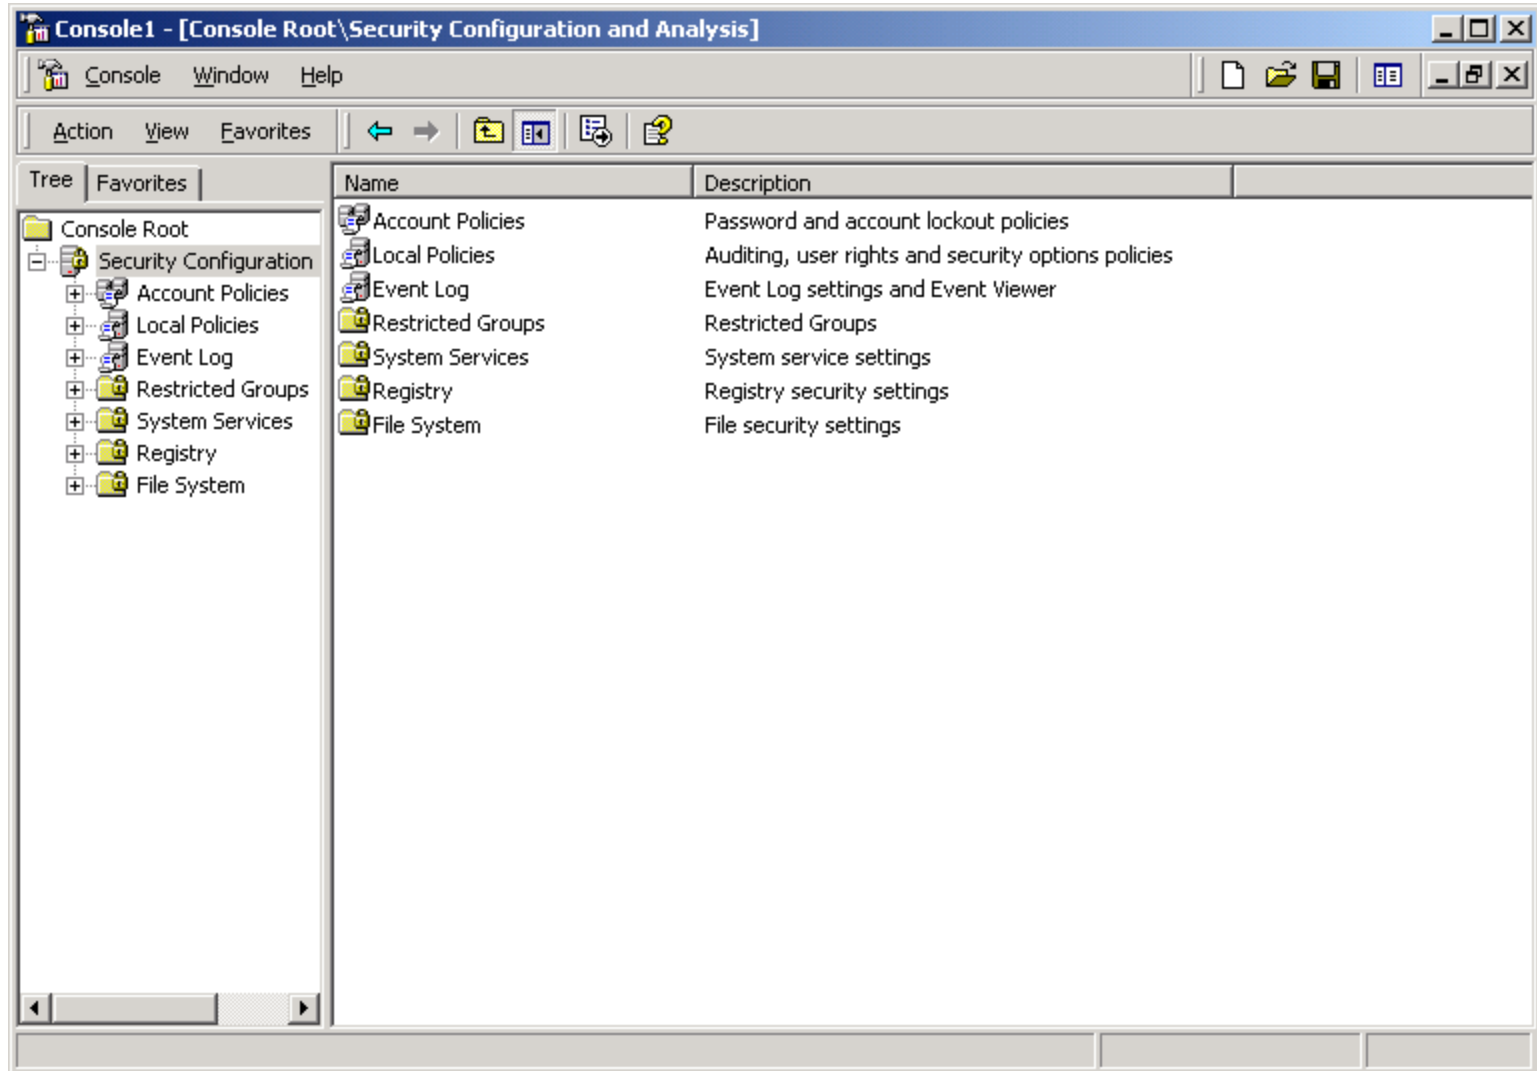 Console1 - [Console Root\Security Configuration and Analysis]
Console Window Help
Action View Favorites
Tree Favorites
Name Description
Console Root
Security Configuration
Account Policies
Local Policies
Event Log
Restricted Groups
System Services
Registry
File System
Account Policies Password and account lockout policies
Local Policies Auditing, user rights and security options policies
Event Log Event Log settings and Event Viewer
Restricted Groups Restricted Groups
System Services System service settings
Registry Registry security settings
File System File security settings